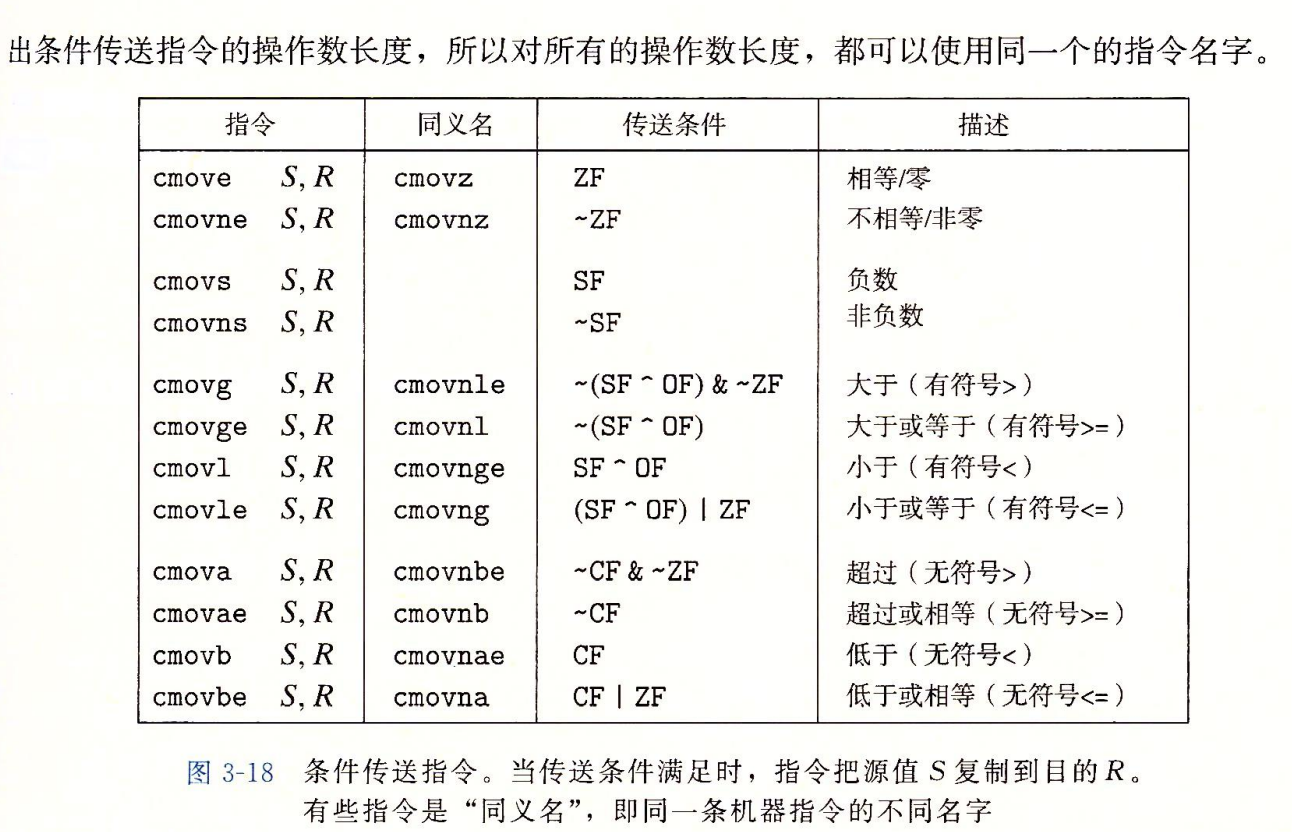 出条件传送指令的操作数长度，所以对所有的操作数长度，都可以使用同一个的指令名字。
指令 同义名 传送条件 描述
cmove S, R cmovz ZF 相等/零
cmovne S, R cmovnz ~ZF 不相等/非零
cmovs S, R SF 负数
cmovns S, R ~SF 非负数
cmovg S, R cmovnle ~(SF ^ OF) & ~ZF 大于（有符号>）
cmovge S, R cmovnl ~(SF ^ OF) 大于或等于（有符号>=）
cmovl S, R cmovnge SF ^ OF 小于（有符号<）
cmovle S, R cmovng (SF ^ OF) | ZF 小于或等于（有符号<=）
cmova S, R cmovnbe ~CF & ~ZF 超过（无符号>）
cmovae S, R cmovnb ~CF 超过或相等（无符号>=）
cmovb S, R cmovnae CF 低于（无符号<）
cmovbe S, R cmovna CF | ZF 低于或相等（无符号<=）
图 3-18 条件传送指令。当传送条件满足时，指令把源值 S 复制到目的 R。
有些指令是“同义名”，即同一条机器指令的不同名字